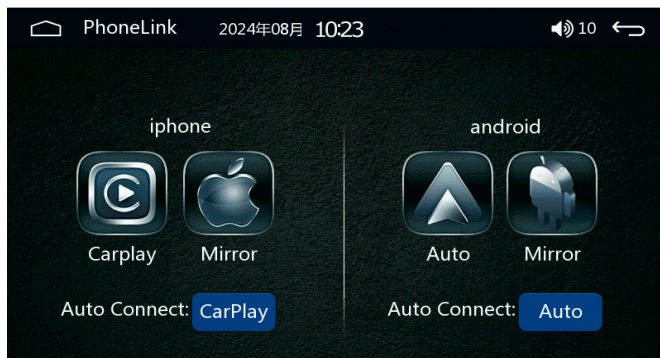 PhoneLink 2024年08月 10:23 10
iphone android
Carplay Mirror Auto Mirror
Auto Connect: CarPlay Auto Connect: Auto